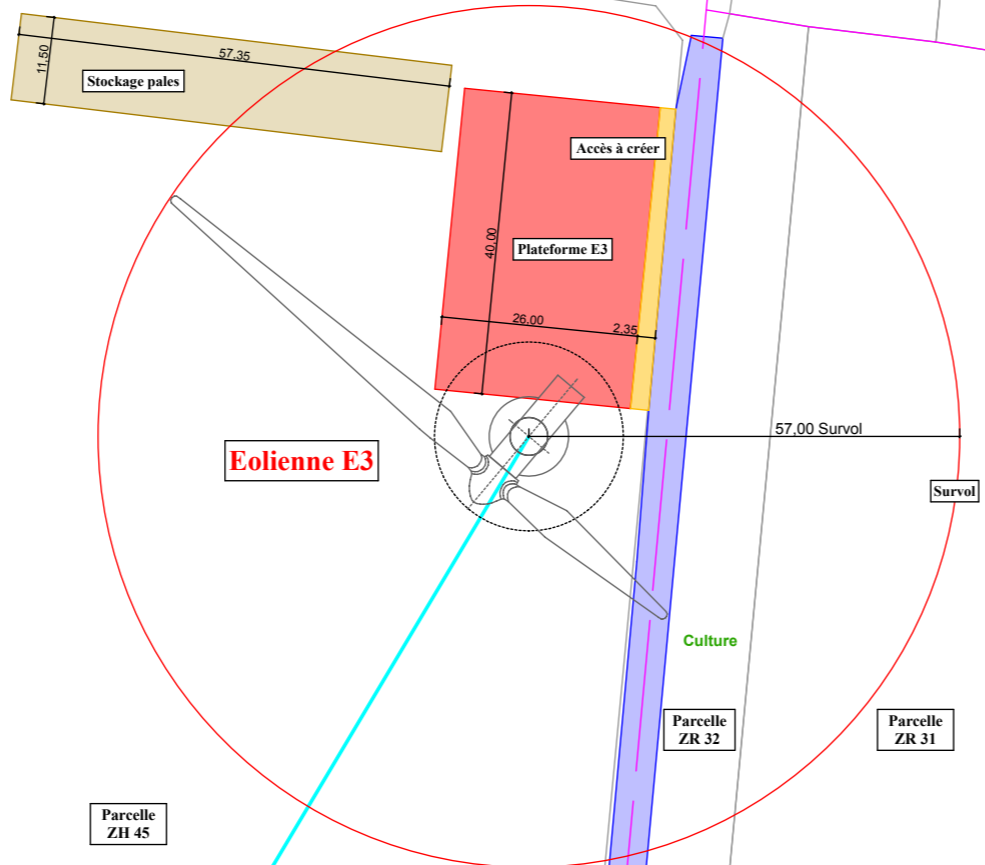 11.50
57.35
Stockage pales
Accès à créer
40.00
Plateforme E3
26.00
2.35
57,00 Survol
Eolienne E3
Survol
Culture
Parcelle
ZR 32
Parcelle
ZR 31
Parcelle
ZH 45